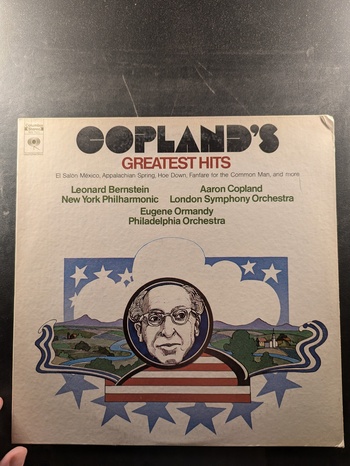 COPLAND'S
GREATEST HITS
El Salón México, Appalachian Spring, Hoe Down, Fanfare for the Common Man, and more
Leonard Bernstein
New York Philharmonic
Aaron Copland
London Symphony Orchestra
Eugene Ormandy
Philadelphia Orchestra